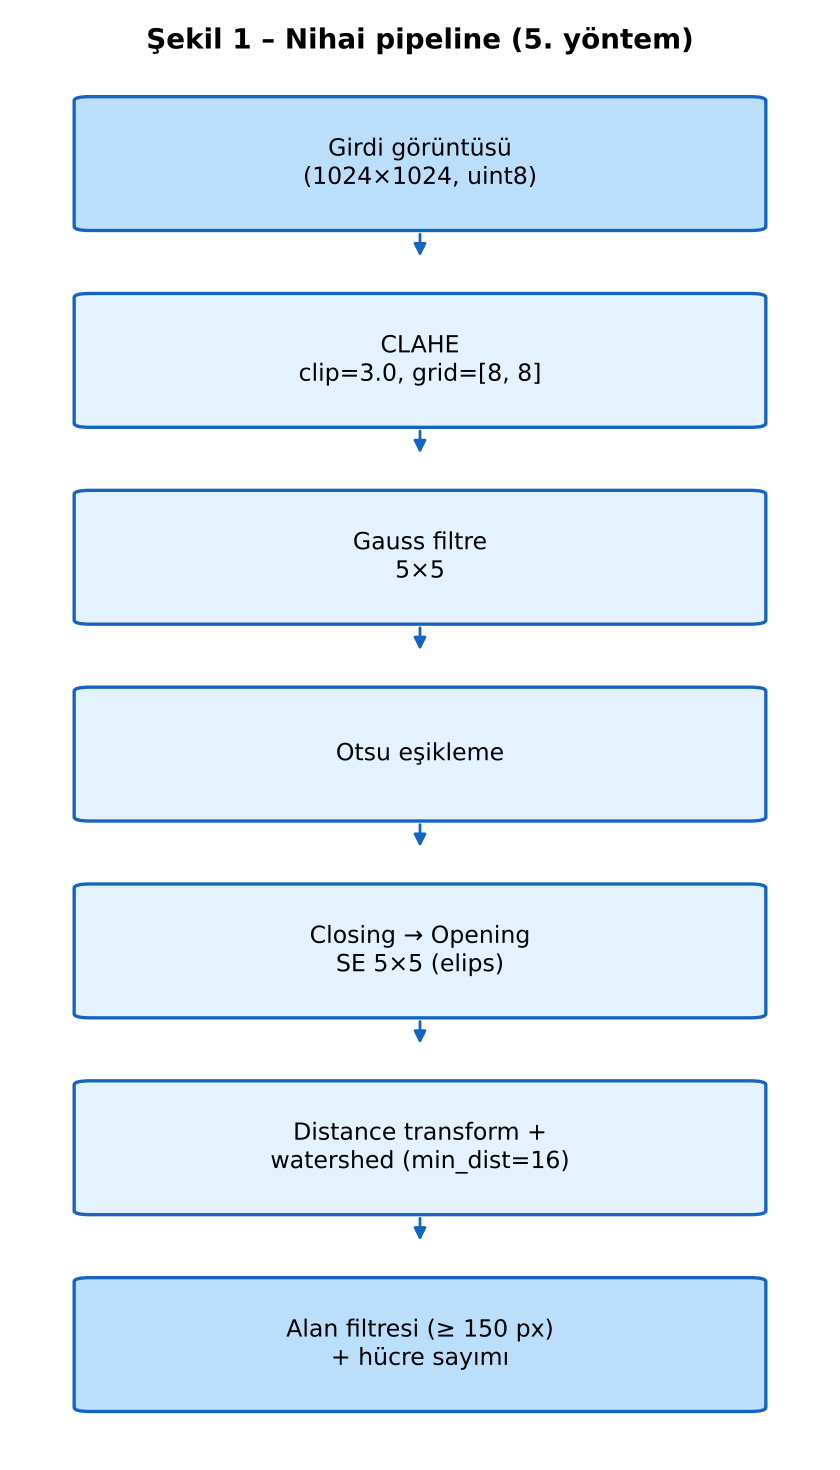 Şekil 1 – Nihai pipeline (5. yöntem)
Girdi görüntüsü
(1024×1024, uint8)
CLAHE
clip=3.0, grid=[8, 8]
Gauss filtre
5×5
Otsu eşikleme
Closing → Opening
SE 5×5 (elips)
Distance transform +
watershed (min_dist=16)
Alan filtresi (≥ 150 px)
+ hücre sayımı